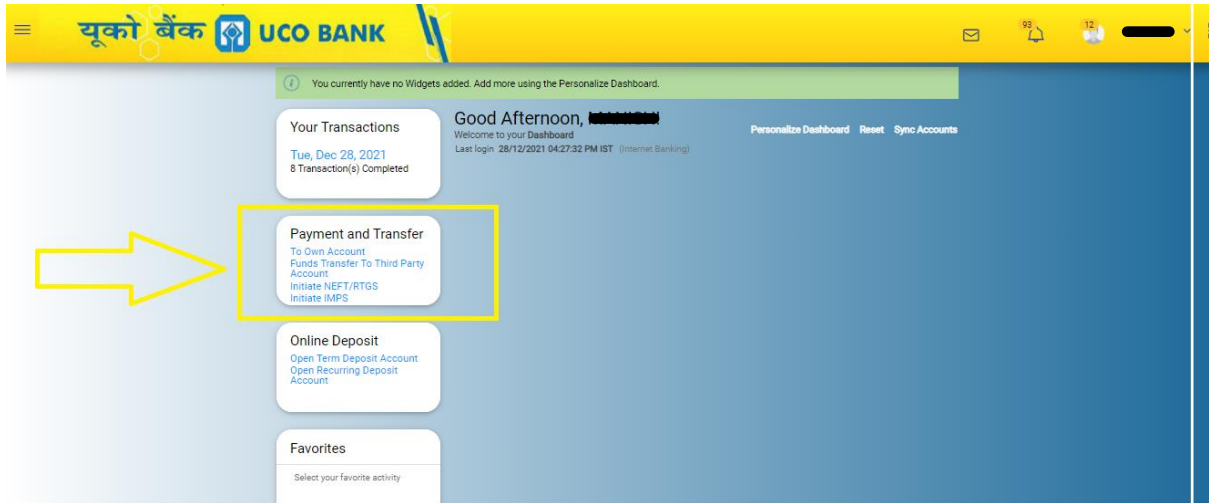 यूको बैंक UCO BANK
93
12
You currently have no Widgets added. Add more using the Personalize Dashboard.
Your Transactions
Tue, Dec 28, 2021
8 Transaction(s) Completed
Good Afternoon,
Welcome to your Dashboard
Last login 28/12/2021 04:27:32 PM IST (Internet Banking)
Personalize Dashboard Reset Sync Accounts
Payment and Transfer
To Own Account
Funds Transfer To Third Party
Account
Initiate NEFT/RTGS
Initiate IMPS
Online Deposit
Open Term Deposit Account
Open Recurring Deposit
Account
Favorites
Select your favorite activity